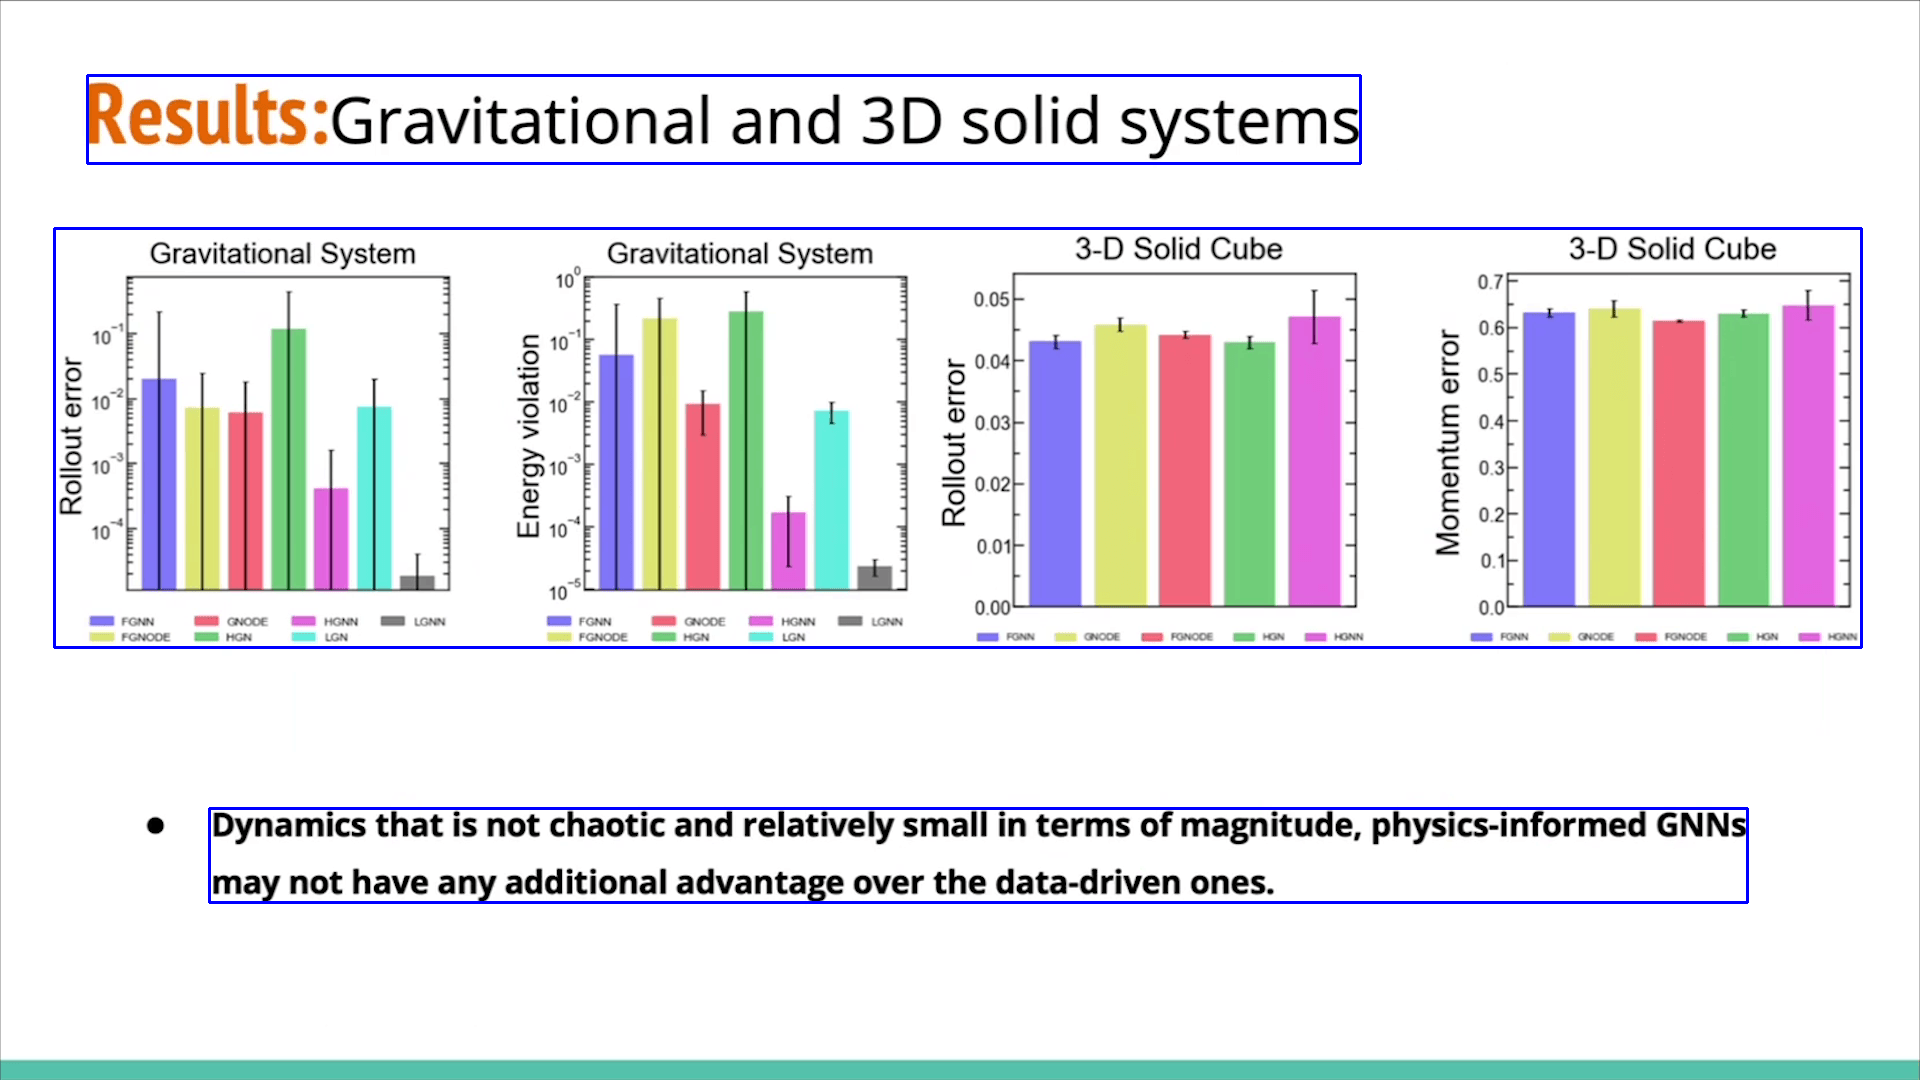 Results:Gravitational and 3D solid systems
Gravitational System
Rollout error
10⁻¹
10⁻²
10⁻³
10⁻⁴
FGNN GNODE HGNN LGNN
FGNODE HGN LGN
Gravitational System
Energy violation
10⁰
10⁻¹
10⁻²
10⁻³
10⁻⁴
10⁻⁵
FGNN GNODE HGNN LGNN
FGNODE HGN LGN
3-D Solid Cube
Rollout error
0.05
0.04
0.03
0.02
0.01
0.00
FGNN GNODE FGNODE HGN HGNN
3-D Solid Cube
Momentum error
0.7
0.6
0.5
0.4
0.3
0.2
0.1
0.0
FGNN GNODE FGNODE HGN HGNN
● Dynamics that is not chaotic and relatively small in terms of magnitude, physics-informed GNNs
may not have any additional advantage over the data-driven ones.